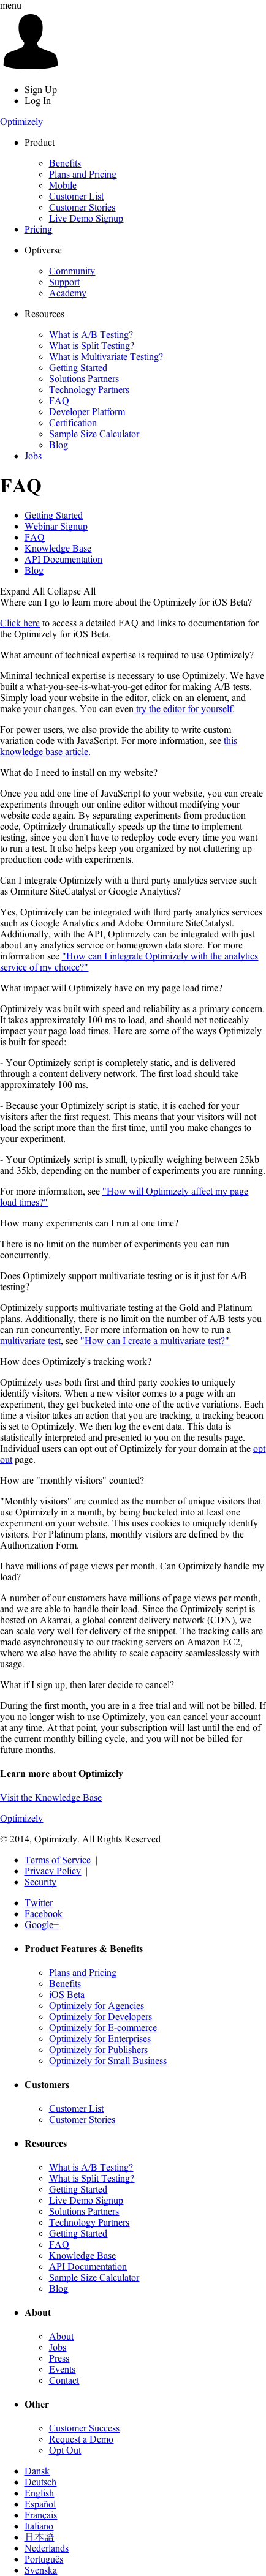 menu
Sign Up
Log In
Optimizely
Product
Benefits
Plans and Pricing
Mobile
Customer List
Customer Stories
Live Demo Signup
Pricing
Optiverse
Community
Support
Academy
Resources
What is A/B Testing?
What is Split Testing?
What is Multivariate Testing?
Getting Started
Solutions Partners
Technology Partners
FAQ
Developer Platform
Certification
Sample Size Calculator
Blog
Jobs
FAQ
Getting Started
Webinar Signup
FAQ
Knowledge Base
API Documentation
Blog
Expand All Collapse All
Where can I go to learn more about the Optimizely for iOS Beta?
Click here to access a detailed FAQ and links to documentation for
the Optimizely for iOS Beta.
What amount of technical expertise is required to use Optimizely?
Minimal technical expertise is necessary to use Optimizely. We have
built a what-you-see-is-what-you-get editor for making A/B tests.
Simply load your website in the editor, click on an element, and
make your changes. You can even try the editor for yourself.
For power users, we also provide the ability to write custom
variation code with JavaScript. For more information, see this
knowledge base article.
What do I need to install on my website?
Once you add one line of JavaScript to your website, you can create
experiments through our online editor without modifying your
website code again. By separating experiments from production
code, Optimizely dramatically speeds up the time to implement
testing, since you don't have to redeploy code every time you want
to run a test. It also helps keep you organized by not cluttering up
production code with experiments.
Can I integrate Optimizely with a third party analytics service such
as Omniture SiteCatalyst or Google Analytics?
Yes, Optimizely can be integrated with third party analytics services
such as Google Analytics and Adobe Omniture SiteCatalyst.
Additionally, with the API, Optimizely can be integrated with just
about any analytics service or homegrown data store. For more
information see "How can I integrate Optimizely with the analytics
service of my choice?"
What impact will Optimizely have on my page load time?
Optimizely was built with speed and reliability as a primary concern.
It takes approximately 100 ms to load, and should not noticeably
impact your page load times. Here are some of the ways Optimizely
is built for speed:
- Your Optimizely script is completely static, and is delivered
through a content delivery network. The first load should take
approximately 100 ms.
- Because your Optimizely script is static, it is cached for your
visitors after the first request. This means that your visitors will not
load the script more than the first time, until you make changes to
your experiment.
- Your Optimizely script is small, typically weighing between 25kb
and 35kb, depending on the number of experiments you are running.
For more information, see "How will Optimizely affect my page
load times?"
How many experiments can I run at one time?
There is no limit on the number of experiments you can run
concurrently.
Does Optimizely support multivariate testing or is it just for A/B
testing?
Optimizely supports multivariate testing at the Gold and Platinum
plans. Additionally, there is no limit on the number of A/B tests you
can run concurrently. For more information on how to run a
multivariate test, see "How can I create a multivariate test?"
How does Optimizely's tracking work?
Optimizely uses both first and third party cookies to uniquely
identify visitors. When a new visitor comes to a page with an
experiment, they get bucketed into one of the active variations. Each
time a visitor takes an action that you are tracking, a tracking beacon
is set to Optimizely. We then log the event data. This data is
statistically interpreted and presented to you on the results page.
Individual users can opt out of Optimizely for your domain at the opt
out page.
How are "monthly visitors" counted?
"Monthly visitors" are counted as the number of unique visitors that
use Optimizely in a month, by being bucketed into at least one
experiment on your website. This uses cookies to uniquely identify
visitors. For Platinum plans, monthly visitors are defined by the
Authorization Form.
I have millions of page views per month. Can Optimizely handle my
load?
A number of our customers have millions of page views per month,
and we are able to handle their load. Since the Optimizely script is
hosted on Akamai, a global content delivery network (CDN), we
can scale very well for delivery of the snippet. The tracking calls are
made asynchronously to our tracking servers on Amazon EC2,
where we also have the ability to scale capacity seamlesslessly with
usage.
What if I sign up, then later decide to cancel?
During the first month, you are in a free trial and will not be billed. If
you no longer wish to use Optimizely, you can cancel your account
at any time. At that point, your subscription will last until the end of
the current monthly billing cycle, and you will not be billed for
future months.
Learn more about Optimizely
Visit the Knowledge Base
Optimizely
© 2014, Optimizely. All Rights Reserved
Terms of Service |
Privacy Policy |
Security
Twitter
Facebook
Google+
Product Features & Benefits
Plans and Pricing
Benefits
iOS Beta
Optimizely for Agencies
Optimizely for Developers
Optimizely for E-commerce
Optimizely for Enterprises
Optimizely for Publishers
Optimizely for Small Business
Customers
Customer List
Customer Stories
Resources
What is A/B Testing?
What is Split Testing?
Getting Started
Live Demo Signup
Solutions Partners
Technology Partners
Getting Started
FAQ
Knowledge Base
API Documentation
Sample Size Calculator
Blog
About
About
Jobs
Press
Events
Contact
Other
Customer Success
Request a Demo
Opt Out
Dansk
Deutsch
English
Español
Français
Italiano
日本語
Nederlands
Português
Svenska